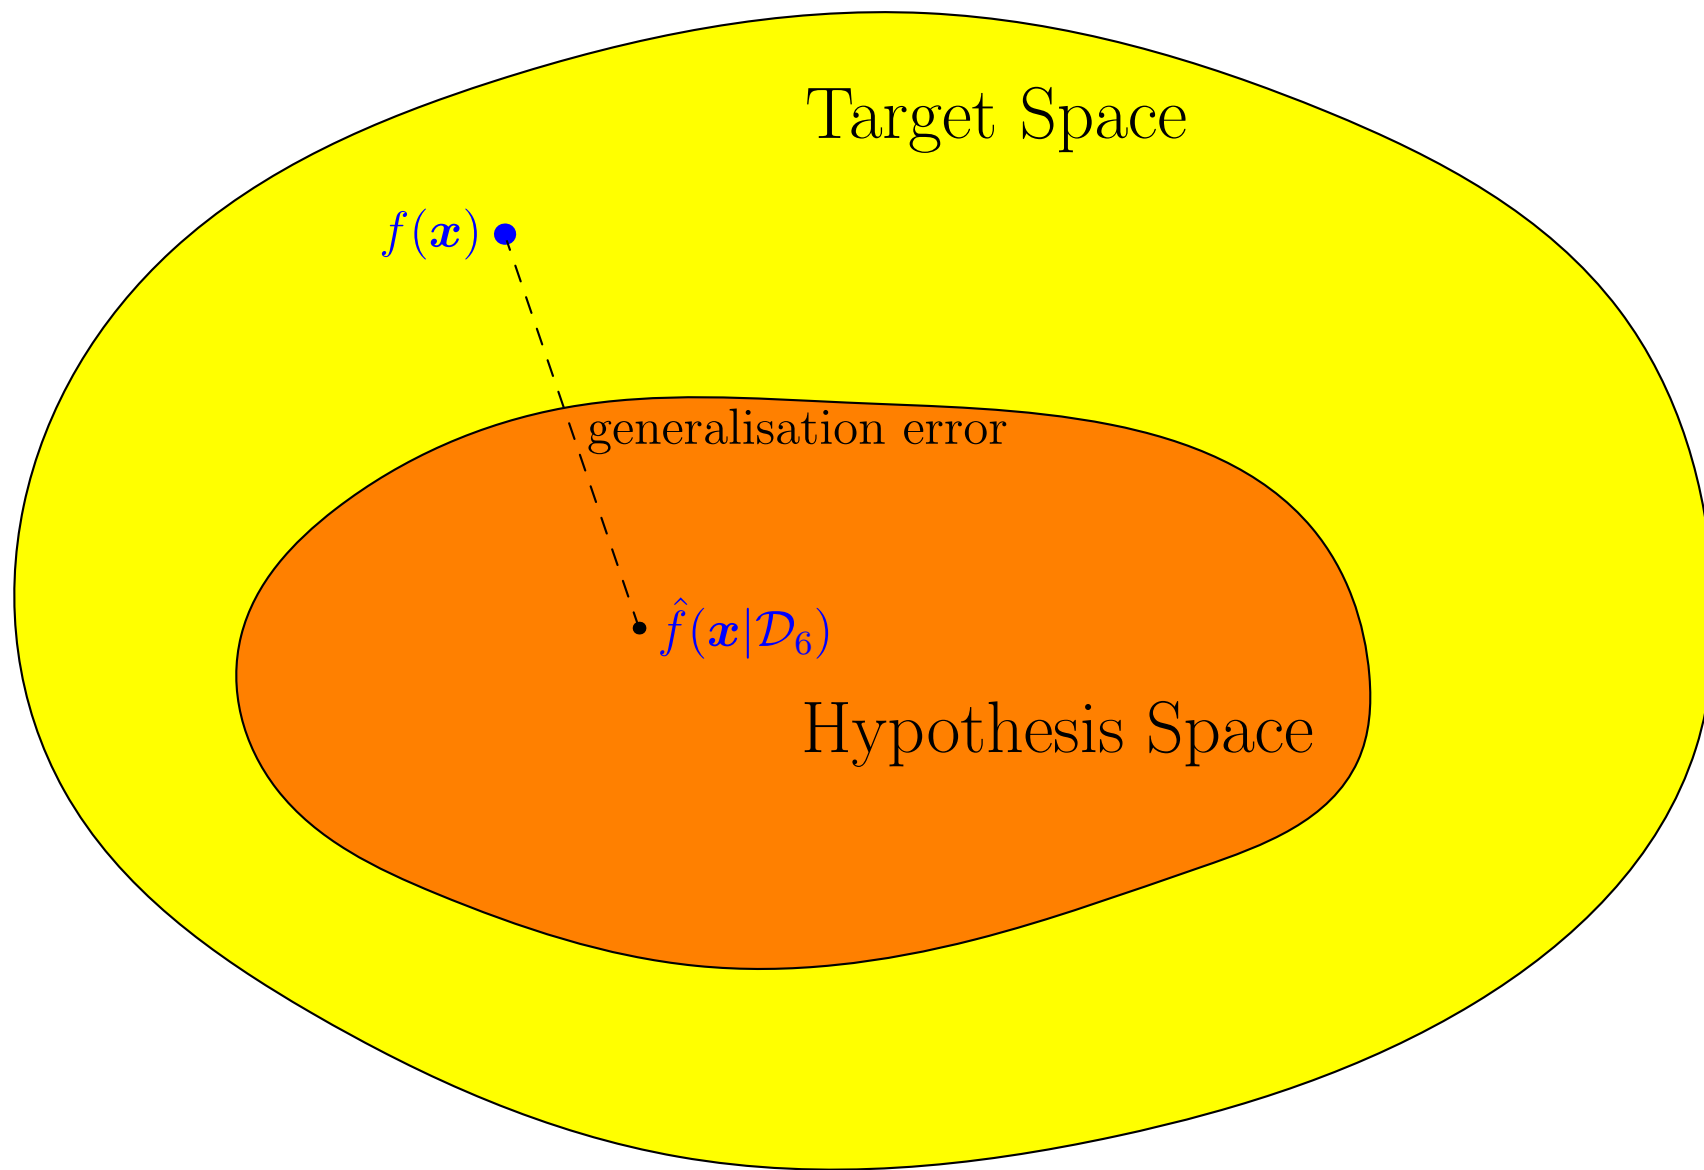 Target Space
f(x)
generalisation error
f̂(x|𝒟₆)
Hypothesis Space